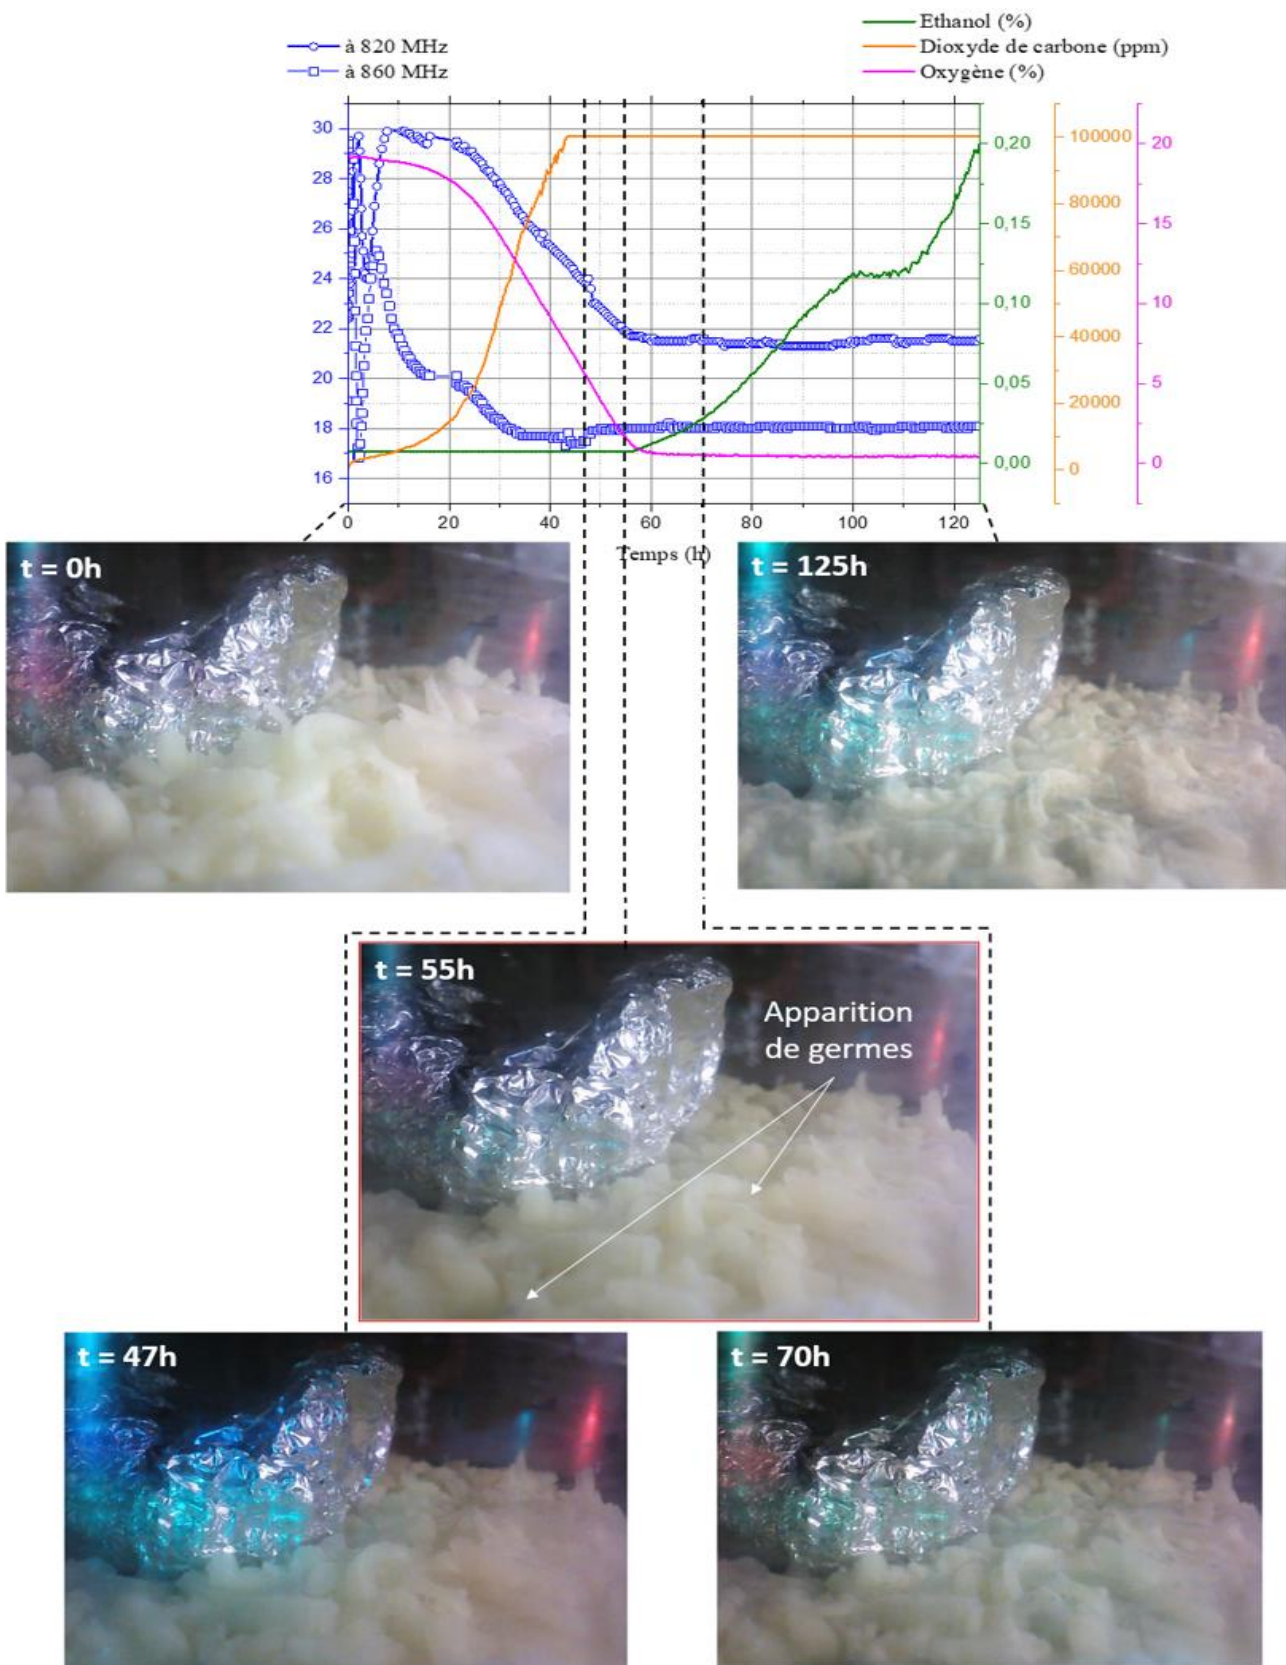 à 820 MHz
à 860 MHz
Ethanol (%)
Dioxyde de carbone (ppm)
Oxygène (%)
30
28
26
24
22
20
18
16
0,20
0,15
0,10
0,05
0,00
100000
80000
60000
40000
20000
0
20
15
10
5
0
0 20 40 60 80 100 120
Temps (h)
t = 0h
t = 125h
t = 55h
Apparition
de germes
t = 47h
t = 70h